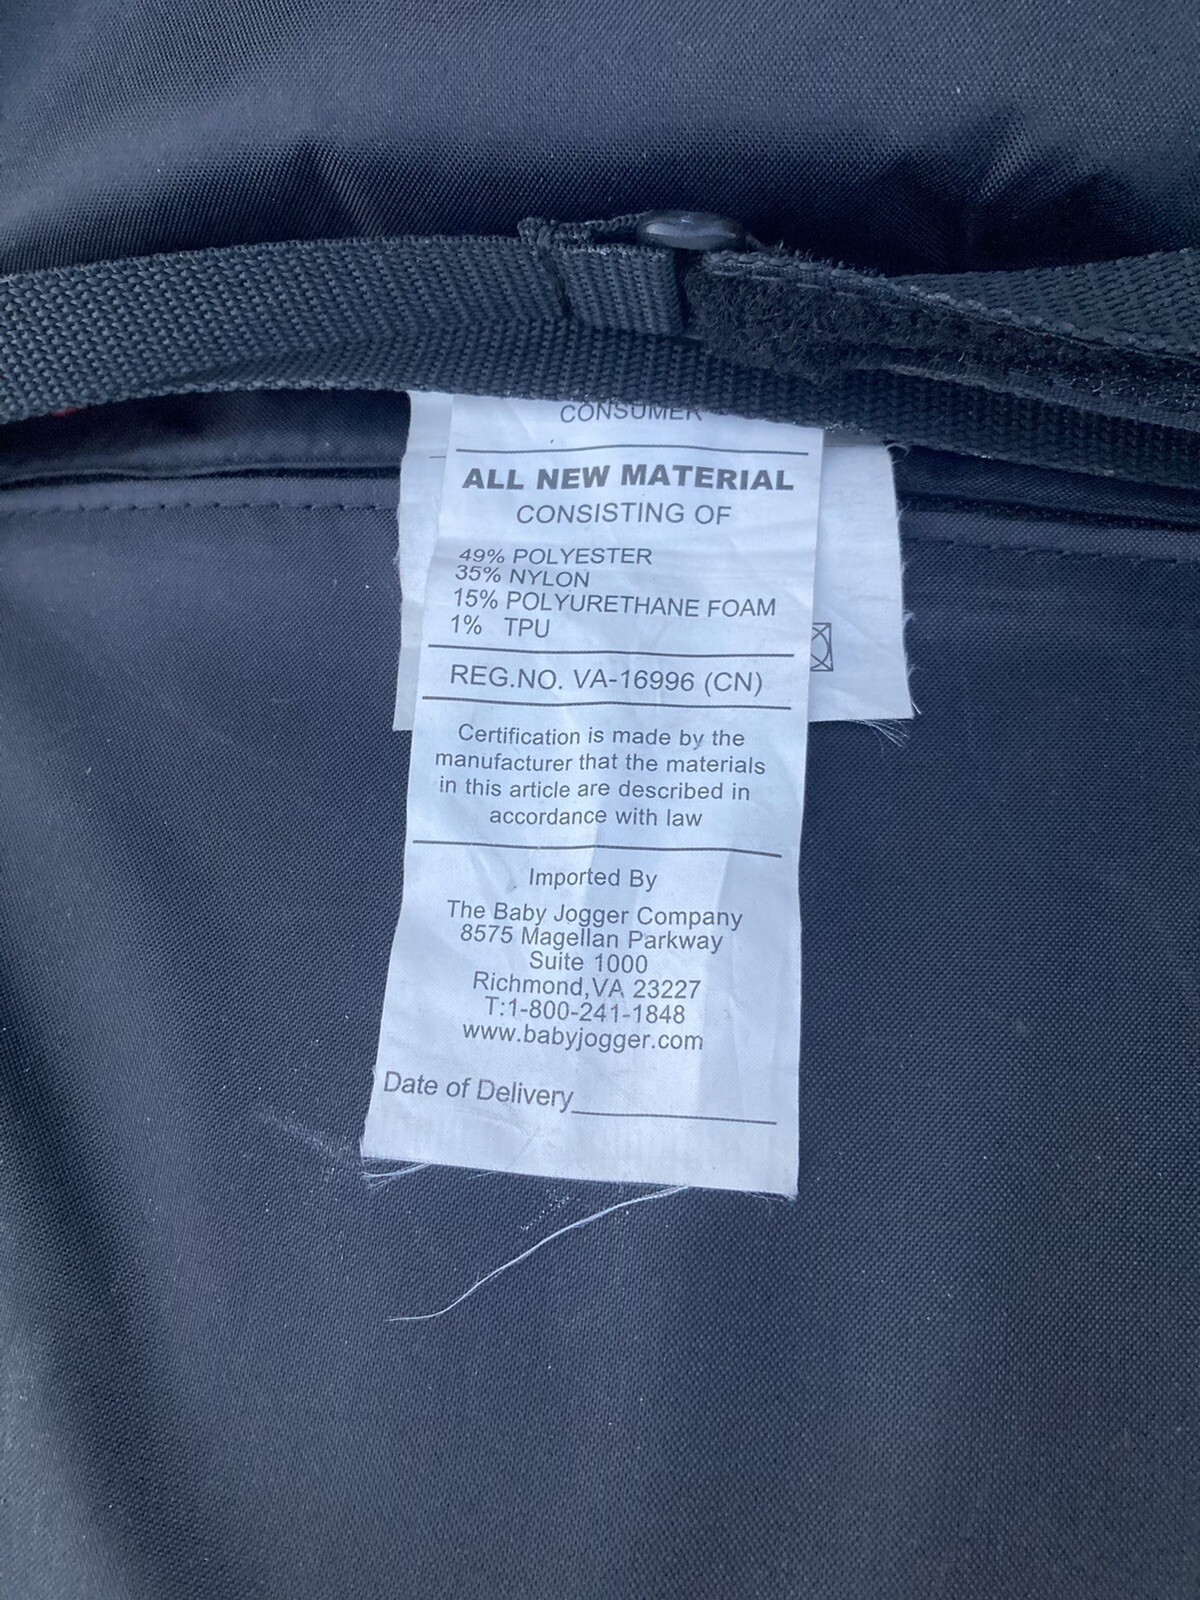 CONSUMER
ALL NEW MATERIAL
CONSISTING OF
49% POLYESTER
35% NYLON
15% POLYURETHANE FOAM
1% TPU
REG.NO. VA-16996 (CN)
Certification is made by the
manufacturer that the materials
in this article are described in
accordance with law
Imported By
The Baby Jogger Company
8575 Magellan Parkway
Suite 1000
Richmond,VA 23227
T:1-800-241-1848
www.babyjogger.com
Date of Delivery